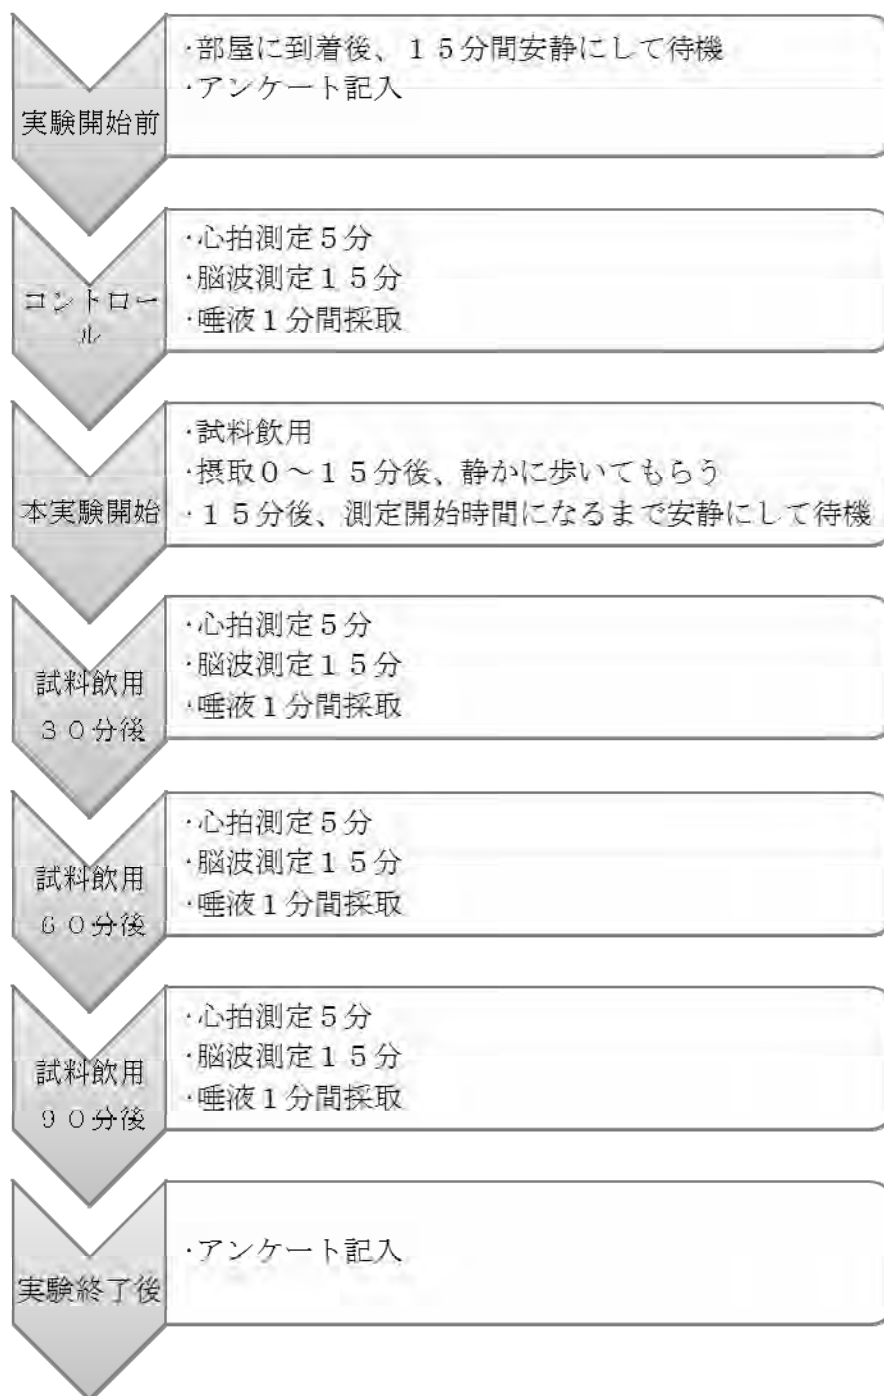 ・部屋に到着後、１５分間安静にして待機
・アンケート記入
実験開始前
・心拍測定５分
・脳波測定１５分
・唾液１分間採取
コントロー
ル
・試料飲用
・摂取０～１５分後、静かに歩いてもらう
・１５分後、測定開始時間になるまで安静にして待機
本実験開始
・心拍測定５分
・脳波測定１５分
・唾液１分間採取
試料飲用
３０分後
・心拍測定５分
・脳波測定１５分
・唾液１分間採取
試料飲用
６０分後
・心拍測定５分
・脳波測定１５分
・唾液１分間採取
試料飲用
９０分後
・アンケート記入
実験終了後